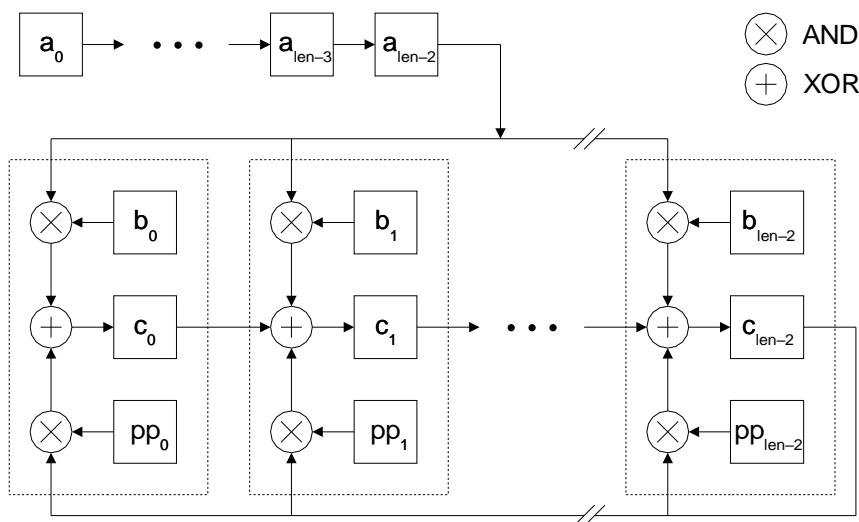 a₀ • • • aₗₑₙ₋₃ aₗₑₙ₋₂ AND
XOR
b₀ b₁ bₗₑₙ₋₂
c₀ c₁ • • • cₗₑₙ₋₂
pp₀ pp₁ ppₗₑₙ₋₂